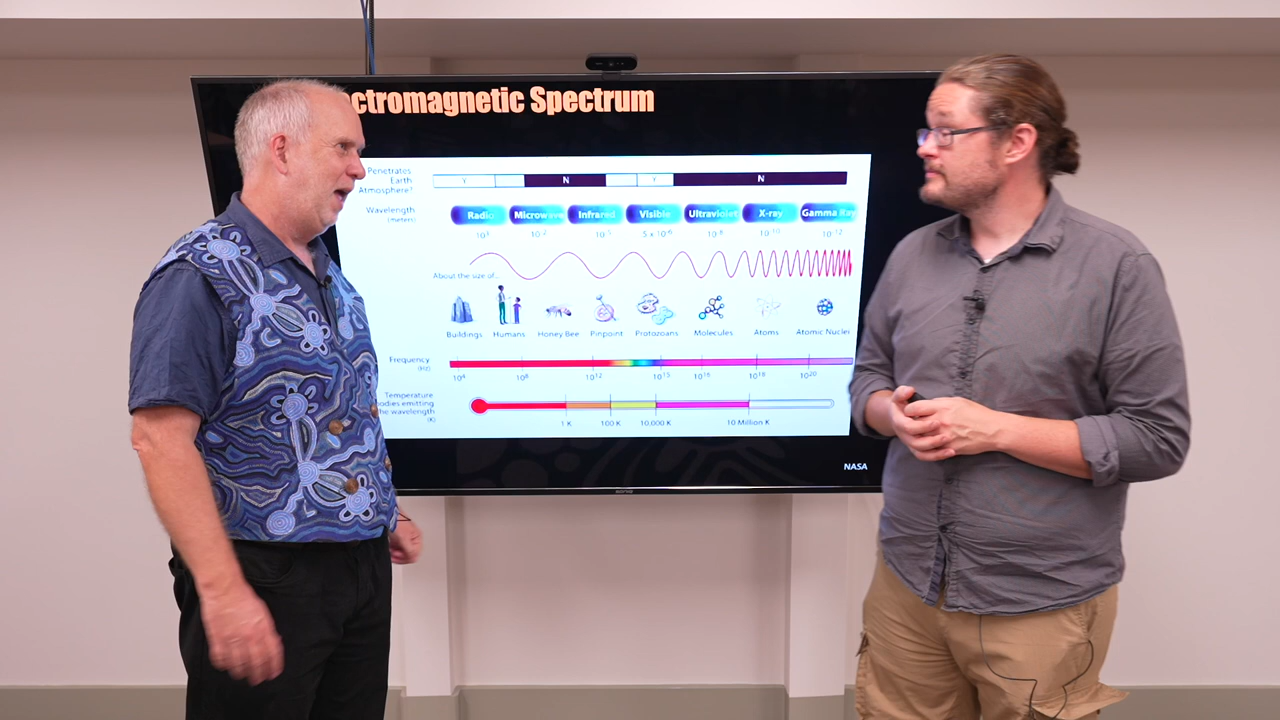 ctromagnetic Spectrum
Penetrates
Earth
Atmosphere?
Y N Y N
Wavelength
(meters)
Radio Microwave Infrared Visible Ultraviolet X-ray Gamma Ray
10³ 10⁻² 10⁻⁵ 5 x 10⁻⁶ 10⁻⁸ 10⁻¹⁰ 10⁻¹²
About the size of...
Buildings Humans Honey Bee Pinpoint Protozoans Molecules Atoms Atomic Nuclei
Frequency
(Hz)
10⁴ 10⁸ 10¹² 10¹⁵ 10¹⁶ 10¹⁸ 10²⁰
Temperature
odies emitting
he wavelength
(K)
1 K 100 K 10,000 K 10 Million K
NASA